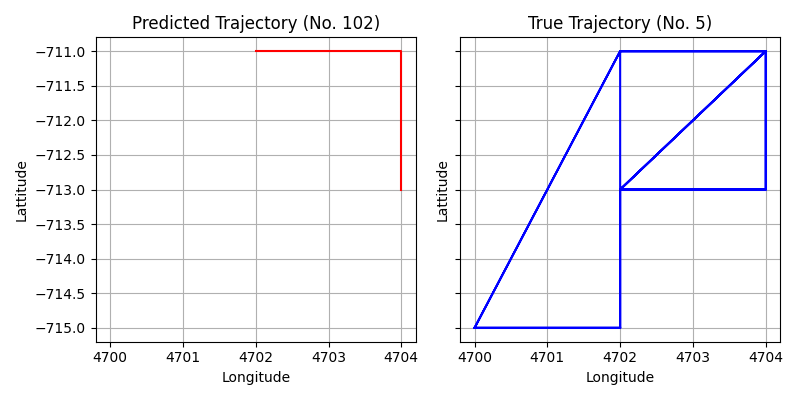 Predicted Trajectory (No. 102)
True Trajectory (No. 5)
−711.0
−711.5
−712.0
−712.5
−713.0
−713.5
−714.0
−714.5
−715.0
Lattitude
Lattitude
4700 4701 4702 4703 4704
4700 4701 4702 4703 4704
Longitude
Longitude